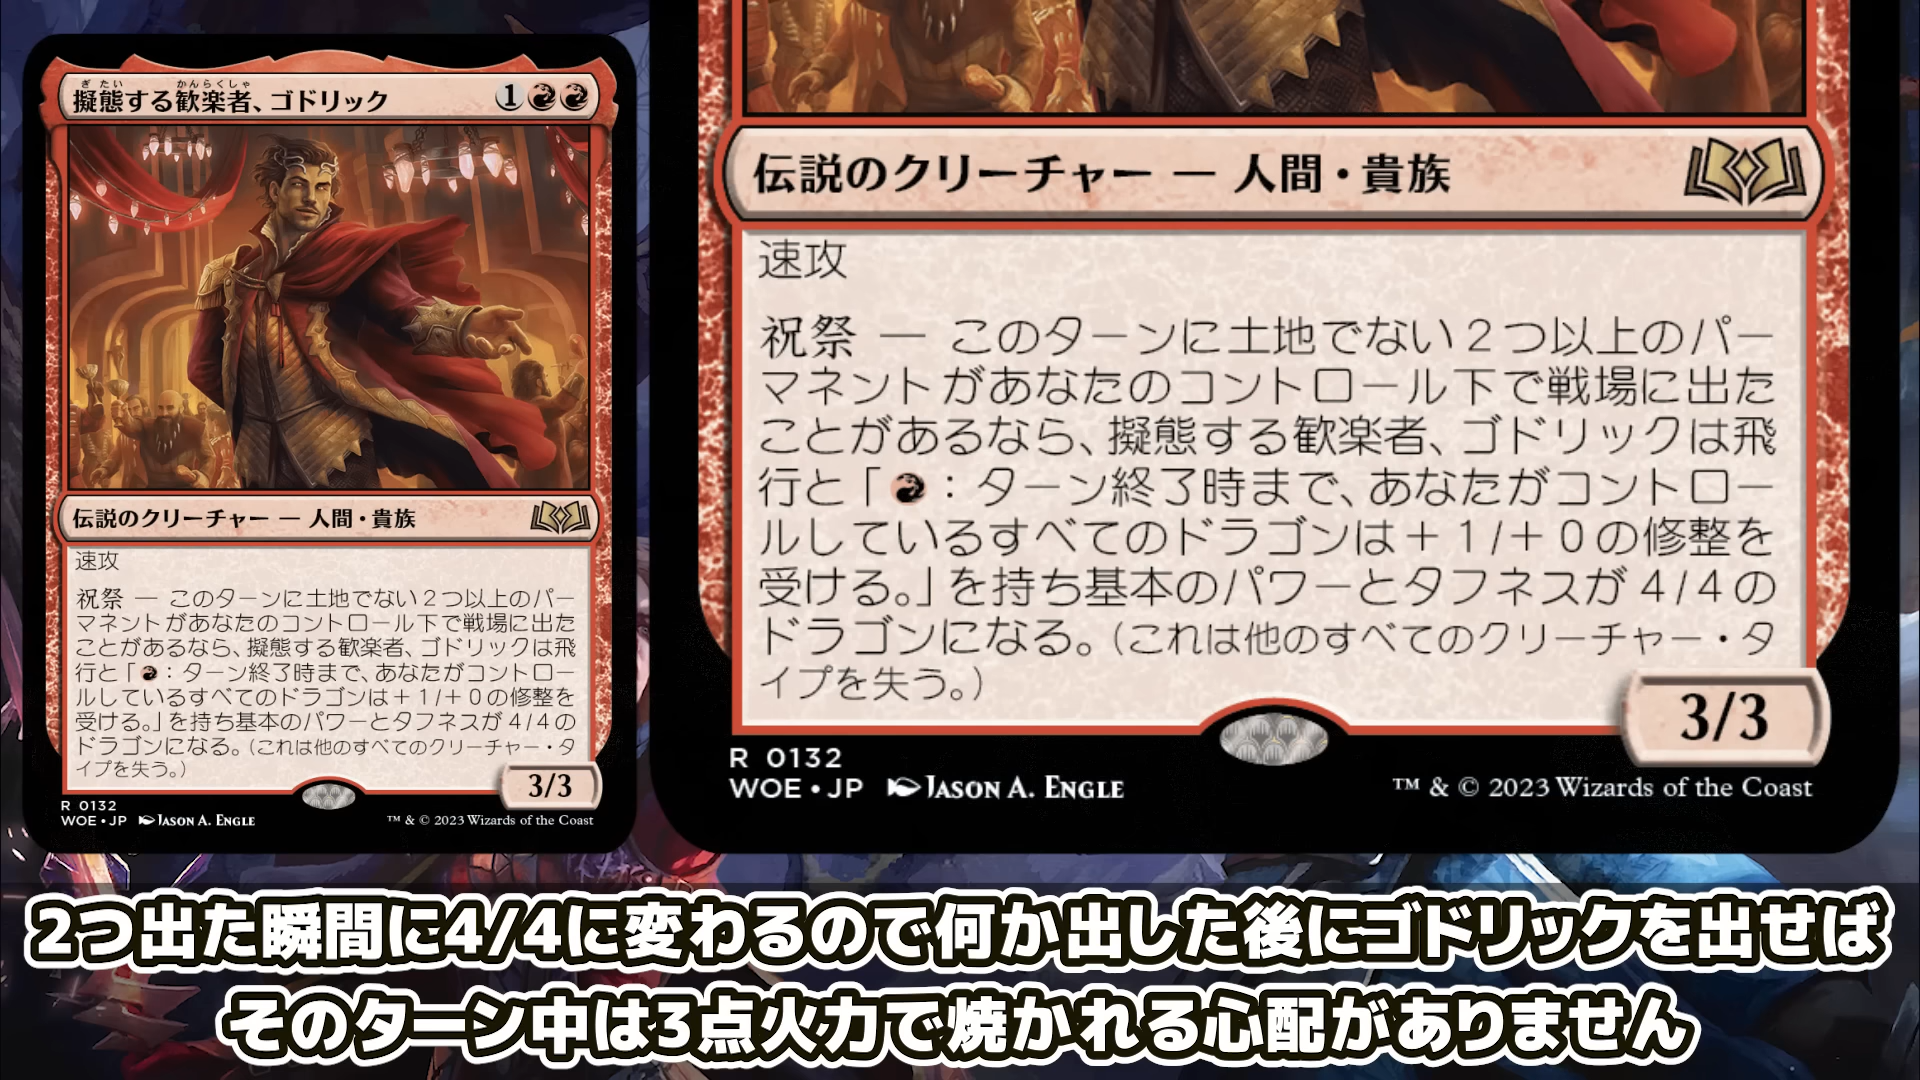 ぎたい かんらくしゃ
擬態する歓楽者、ゴドリック 1
伝説のクリーチャー ― 人間・貴族
速攻
祝祭 ― このターンに土地でない2つ以上のパー
マネントがあなたのコントロール下で戦場に出た
ことがあるなら、擬態する歓楽者、ゴドリックは飛
行と「 : ターン終了時まで、あなたがコントロー
ルしているすべてのドラゴンは+1/+0の修整を
受ける。」を持ち基本のパワーとタフネスが4/4の
ドラゴンになる。(これは他のすべてのクリーチャー・タ
イプを失う。)
3/3
R 0132
WOE • JP JASON A. ENGLE
™ & © 2023 Wizards of the Coast
伝説のクリーチャー ― 人間・貴族
速攻
祝祭 ― このターンに土地でない2つ以上のパー
マネントがあなたのコントロール下で戦場に出た
ことがあるなら、擬態する歓楽者、ゴドリックは飛
行と「 : ターン終了時まで、あなたがコントロー
ルしているすべてのドラゴンは+1/+0の修整を
受ける。」を持ち基本のパワーとタフネスが4/4の
ドラゴンになる。(これは他のすべてのクリーチャー・タ
イプを失う。)
3/3
R 0132
WOE • JP JASON A. ENGLE
™ & © 2023 Wizards of the Coast
2つ出た瞬間に4/4に変わるので何か出した後にゴドリックを出せば
そのターン中は3点火力で焼かれる心配がありません